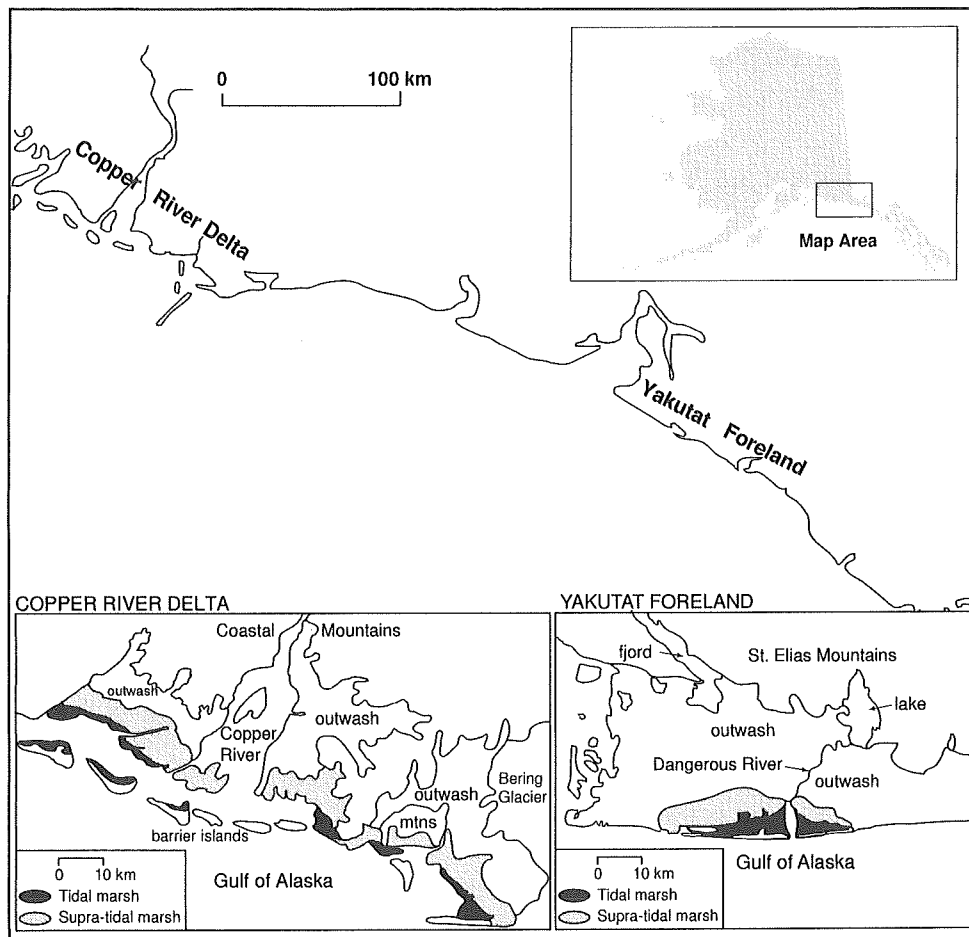 0 100 km
Copper River Delta
Map Area
Yakutat Foreland
COPPER RIVER DELTA
Coastal Mountains
outwash
outwash
Copper
River
outwash
Bering
Glacier
mtns
barrier islands
Gulf of Alaska
0 10 km
Tidal marsh
Supra-tidal marsh
YAKUTAT FORELAND
fjord
St. Elias Mountains
lake
outwash
Dangerous River
outwash
Gulf of Alaska
0 10 km
Tidal marsh
Supra-tidal marsh